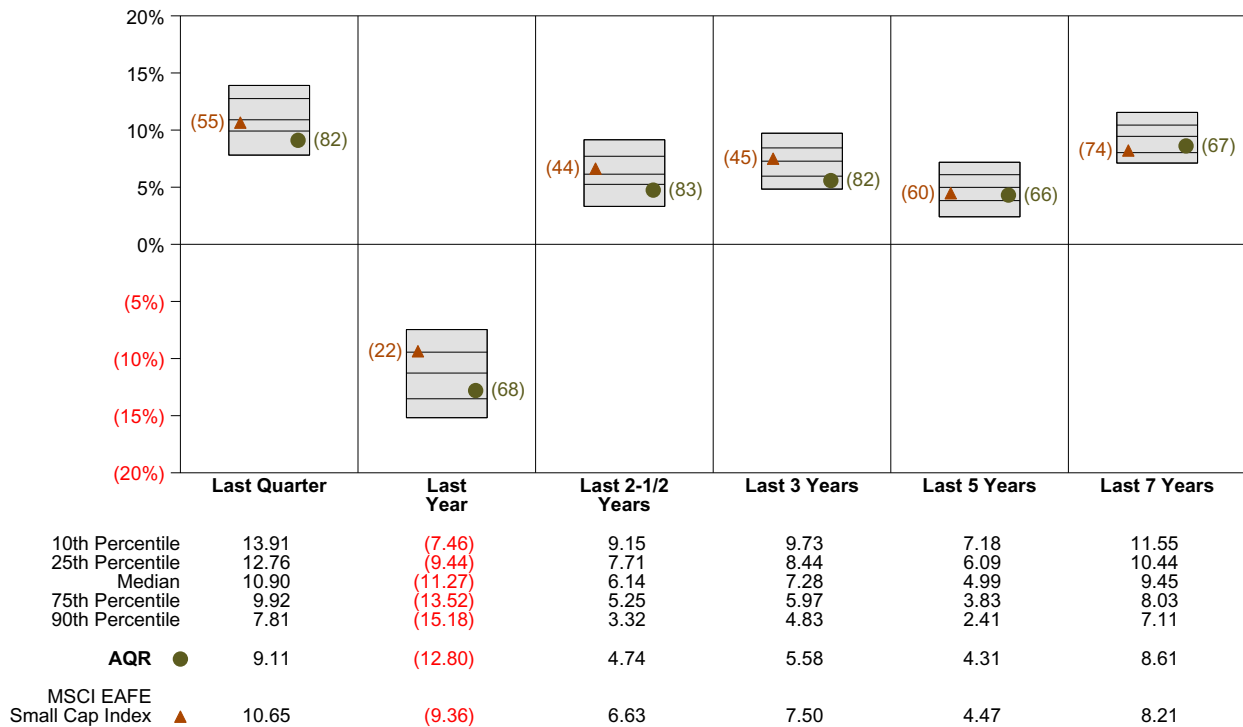 20%
15%
10%
5%
0%
(5%)
(10%)
(15%)
(20%)
(55) (82)
(22) (68)
(44) (83)
(45) (82)
(60) (66)
(74) (67)
Last Quarter Last Year Last 2-1/2 Years Last 3 Years Last 5 Years Last 7 Years
10th Percentile 13.91 (7.46) 9.15 9.73 7.18 11.55
25th Percentile 12.76 (9.44) 7.71 8.44 6.09 10.44
Median 10.90 (11.27) 6.14 7.28 4.99 9.45
75th Percentile 9.92 (13.52) 5.25 5.97 3.83 8.03
90th Percentile 7.81 (15.18) 3.32 4.83 2.41 7.11
AQR 9.11 (12.80) 4.74 5.58 4.31 8.61
MSCI EAFE
Small Cap Index 10.65 (9.36) 6.63 7.50 4.47 8.21